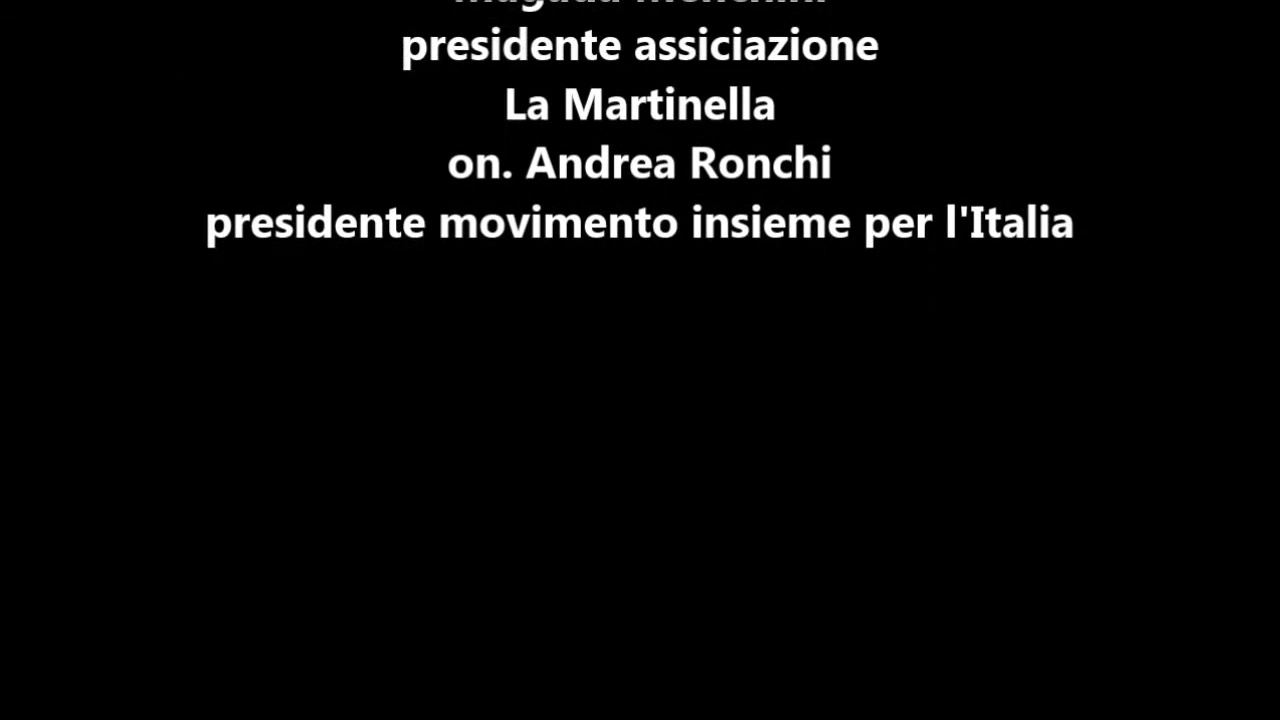 presidente assiciazione
La Martinella
on. Andrea Ronchi
presidente movimento insieme per l'Italia